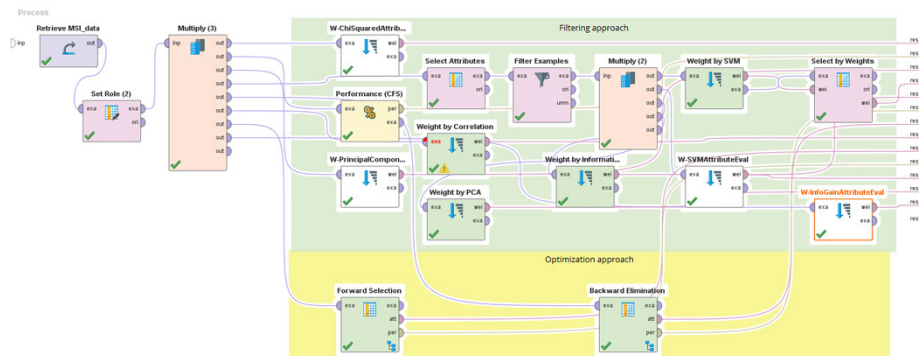 Process
Filtering approach
Retrieve MSI_data
Multiply (3)
W-ChiSquaredAttrib...
inp
out
inp
out
out
out
out
out
out
out
out
out
exa
wei
exa
res
res
res
res
res
res
res
res
res
res
res
res
Select Attributes
Filter Examples
Multiply (2)
Weight by SVM
Select by Weights
exa
exa
ori
exa
exa
ori
unm
inp
out
out
out
out
out
exa
wei
exa
exa
wei
exa
ori
wei
Set Role (2)
exa
exa
ori
Performance (CFS)
exa
per
exa
Weight by Correlation
exa
wei
exa
W-PrincipalCompon...
exa
wei
exa
Weight by Informati...
exa
wei
exa
W-SVMAttributeEval
exa
wei
exa
Weight by PCA
exa
wei
exa
W-InfoGainAttributeEval
exa
wei
exa
res
Optimization approach
Forward Selection
exa
exa
att
per
Backward Elimination
exa
exa
att
per